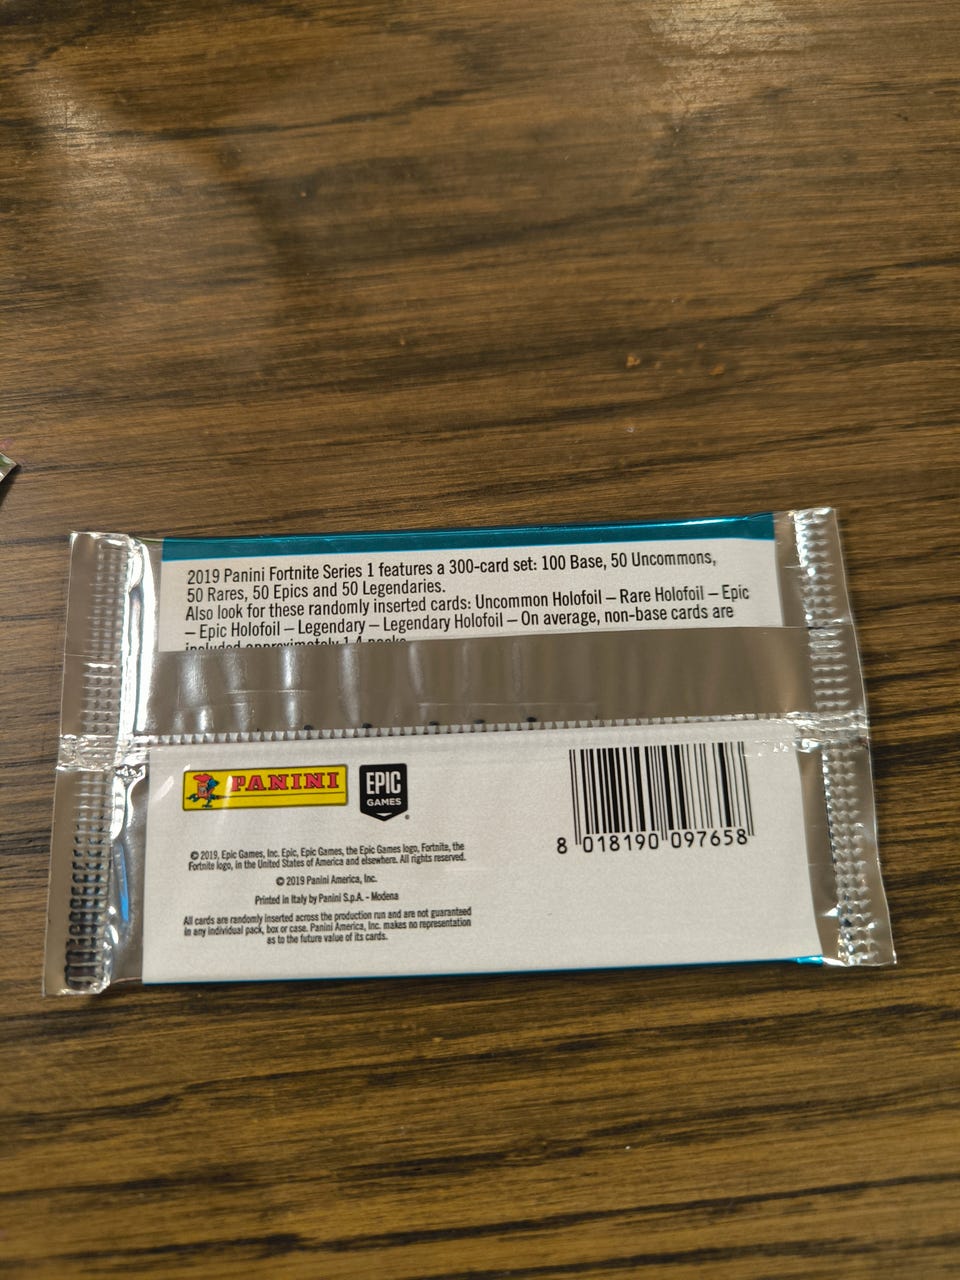 2019 Panini Fortnite Series 1 features a 300-card set: 100 Base, 50 Uncommons,
50 Rares, 50 Epics and 50 Legendaries.
Also look for these randomly inserted cards: Uncommon Holofoil – Rare Holofoil – Epic
– Epic Holofoil – Legendary – Legendary Holofoil – On average, non-base cards are
included approximately 1:4 packs
PANINI
EPIC
GAMES
8 018190 097658
© 2019, Epic Games, Inc. Epic, Epic Games, the Epic Games logo, Fortnite, the
Fortnite logo, in the United States of America and elsewhere. All rights reserved.
© 2019 Panini America, Inc.
Printed in Italy by Panini S.p.A. - Modena
All cards are randomly inserted across the production run and are not guaranteed
in any individual pack, box or case. Panini America, Inc. makes no representation
as to the future value of its cards.